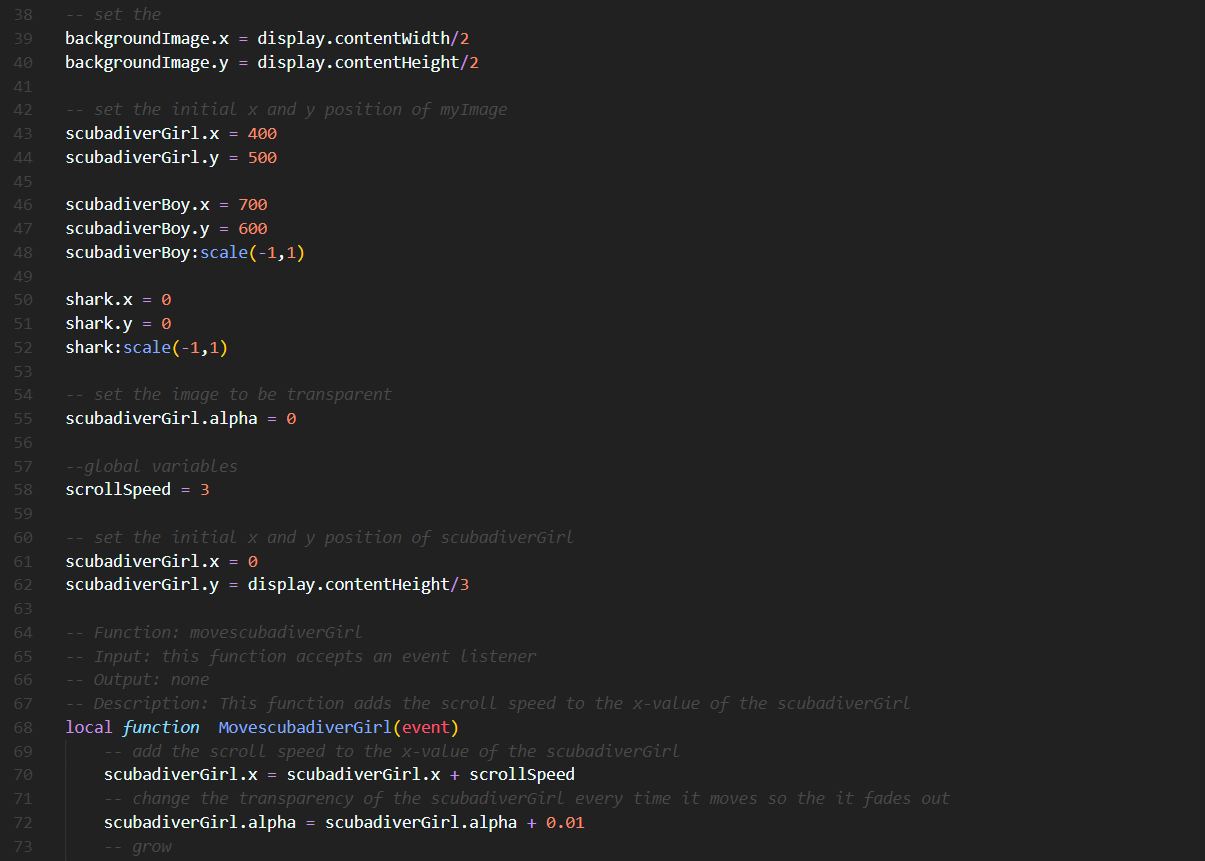 38 -- set the
39 backgroundImage.x = display.contentWidth/2
40 backgroundImage.y = display.contentHeight/2
41
42 -- set the initial x and y position of myImage
43 scubadiverGirl.x = 400
44 scubadiverGirl.y = 500
45
46 scubadiverBoy.x = 700
47 scubadiverBoy.y = 600
48 scubadiverBoy:scale(-1,1)
49
50 shark.x = 0
51 shark.y = 0
52 shark:scale(-1,1)
53
54 -- set the image to be transparent
55 scubadiverGirl.alpha = 0
56
57 --global variables
58 scrollSpeed = 3
59
60 -- set the initial x and y position of scubadiverGirl
61 scubadiverGirl.x = 0
62 scubadiverGirl.y = display.contentHeight/3
63
64 -- Function: movescubadiverGirl
65 -- Input: this function accepts an event listener
66 -- Output: none
67 -- Description: This function adds the scroll speed to the x-value of the scubadiverGirl
68 local function  MovescubadiverGirl(event)
69     -- add the scroll speed to the x-value of the scubadiverGirl
70     scubadiverGirl.x = scubadiverGirl.x + scrollSpeed
71     -- change the transparency of the scubadiverGirl every time it moves so the it fades out
72     scubadiverGirl.alpha = scubadiverGirl.alpha + 0.01
73     -- grow